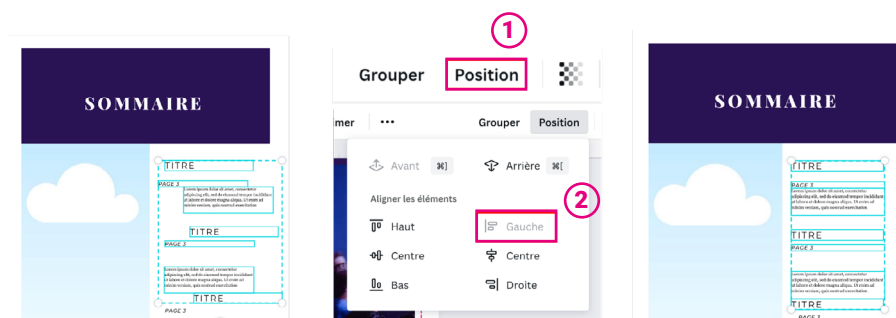 SOMMAIRE
TITRE
PAGE 3
Lorem ipsum dolor sit amet, consectetur
adipiscing elit, sed do eiusmod tempor incididunt
ut labore et dolore magna aliqua. Ut enim ad
minim veniam, quis nostrud exercitation
TITRE
PAGE 3
Lorem ipsum dolor sit amet, consectetur
adipiscing elit, sed do eiusmod tempor incididunt
ut labore et dolore magna aliqua. Ut enim ad
minim veniam, quis nostrud exercitation
TITRE
PAGE 3
1
Grouper Position
mer ••• Grouper Position
Avant ⌘] Arrière ⌘[
Aligner les éléments
2
Haut Gauche
Centre Centre
Bas Droite
SOMMAIRE
TITRE
PAGE 3
Lorem ipsum dolor sit amet, consectetur
adipiscing elit, sed do eiusmod tempor incididunt
ut labore et dolore magna aliqua. Ut enim ad
minim veniam, quis nostrud exercitation
TITRE
PAGE 3
Lorem ipsum dolor sit amet, consectetur
adipiscing elit, sed do eiusmod tempor incididunt
ut labore et dolore magna aliqua. Ut enim ad
minim veniam, quis nostrud exercitation
TITRE
PAGE 3